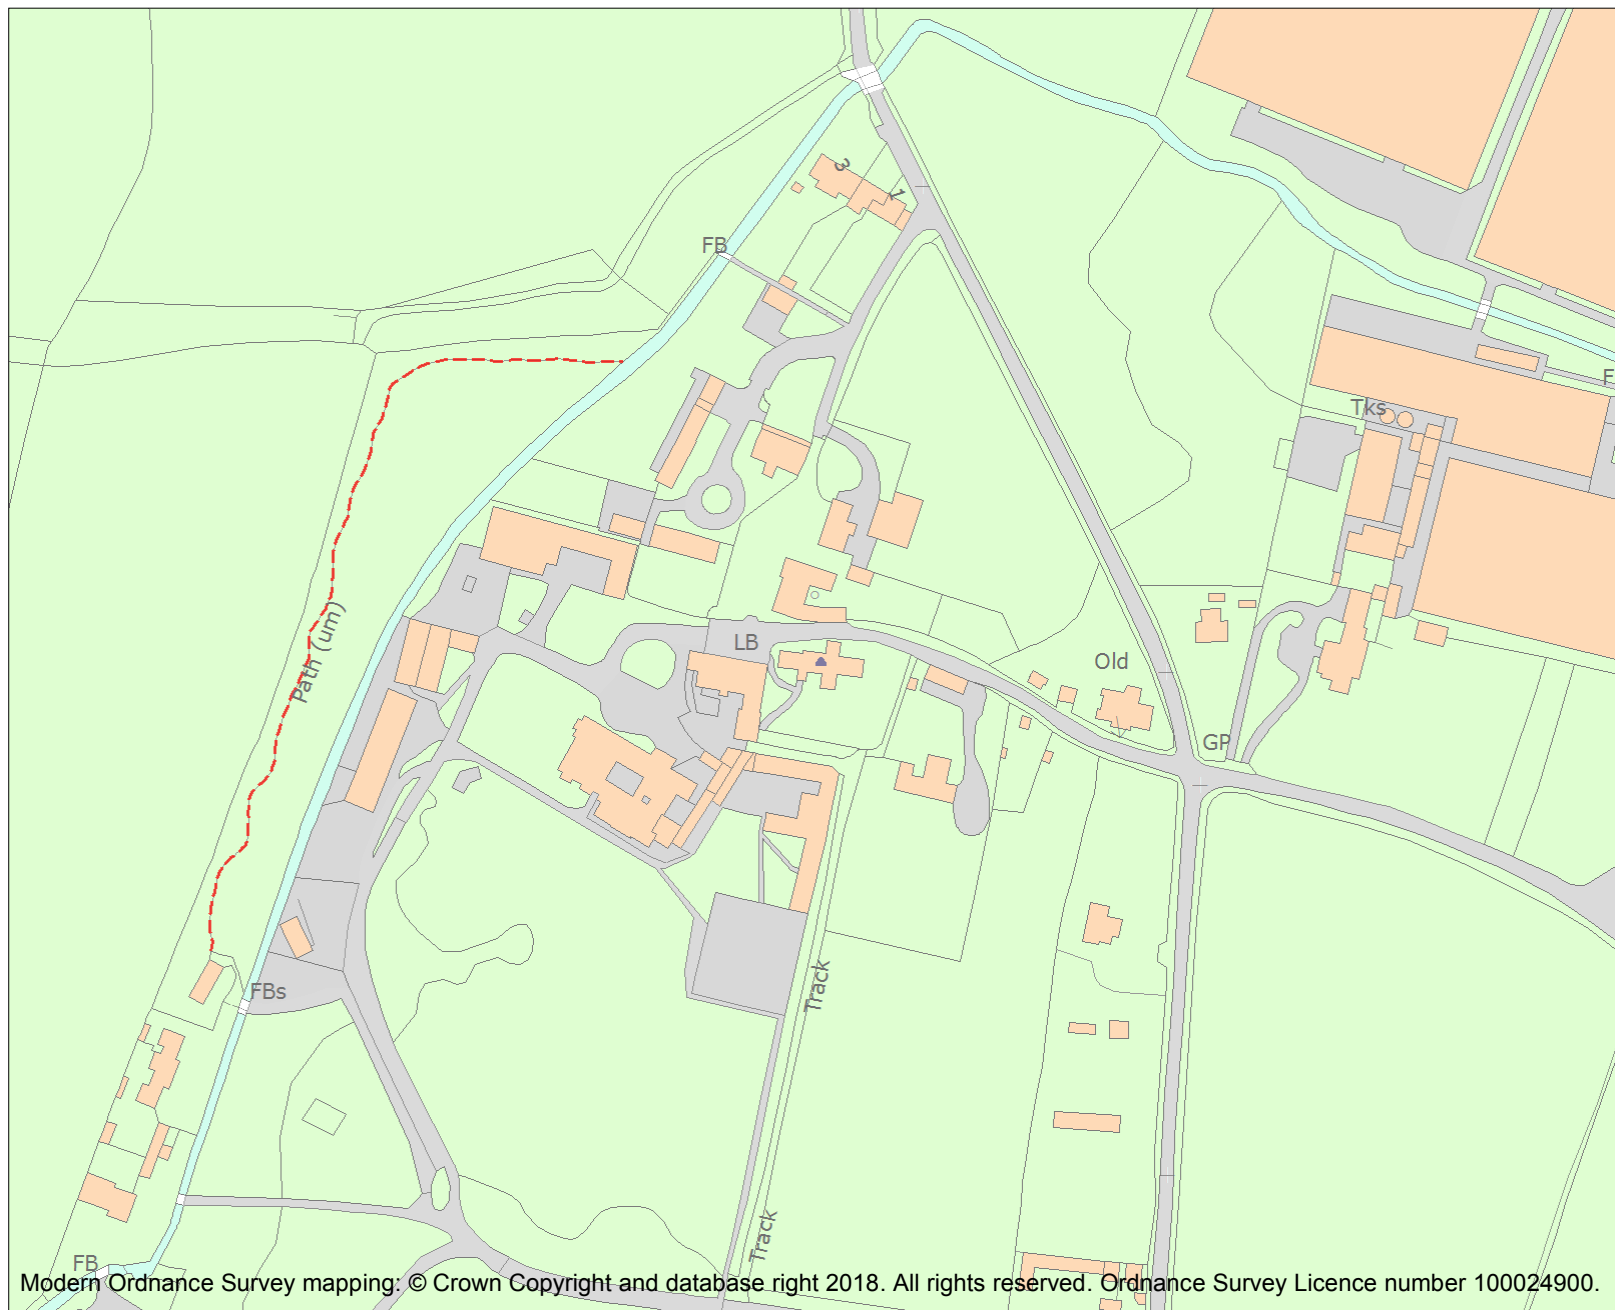 3
1
FB
F
Tks
Path (um)
LB
Old
GP
FBs
Track
Track
FB
Modern Ordnance Survey mapping: © Crown Copyright and database right 2018. All rights reserved. Ordnance Survey Licence number 100024900.